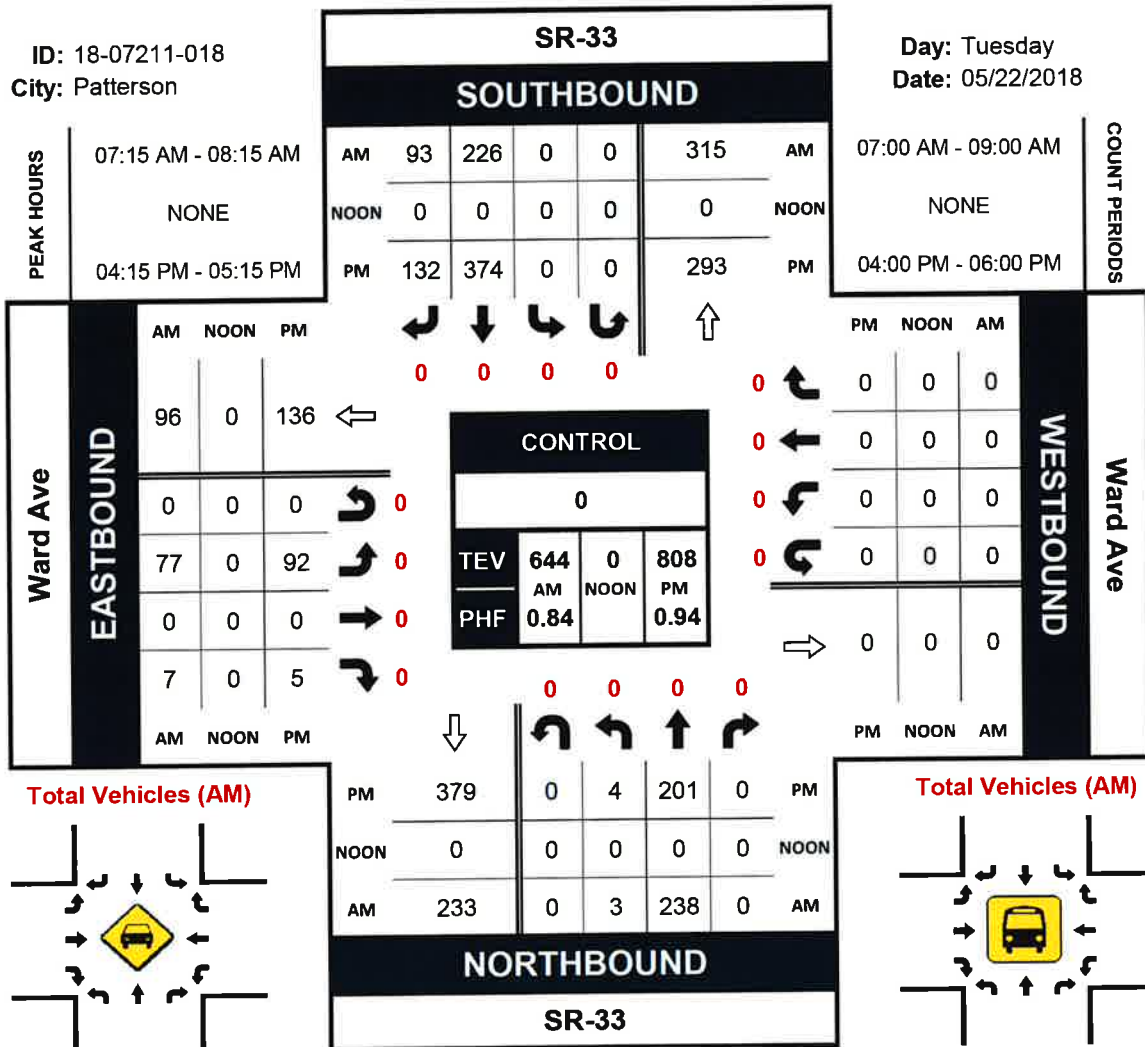 ID: 18-07211-018
City: Patterson
SR-33
SOUTHBOUND
Day: Tuesday
Date: 05/22/2018
PEAK HOURS
07:15 AM - 08:15 AM
NONE
04:15 PM - 05:15 PM
AM 93 226 0 0 315 AM
NOON 0 0 0 0 0 NOON
PM 132 374 0 0 293 PM
07:00 AM - 09:00 AM
NONE
04:00 PM - 06:00 PM
COUNT PERIODS
0 0 0 0
Ward Ave
EASTBOUND
AM NOON PM
96 0 136
0 0 0 0
77 0 92 0
0 0 0 0
7 0 5 0
AM NOON PM
CONTROL
0
TEV 644 0 808
AM NOON PM
PHF 0.84 0.94
PM NOON AM
0 0 0 0
0 0 0 0
0 0 0 0
0 0 0 0
0 0 0
PM NOON AM
WESTBOUND
Ward Ave
0 0 0 0
PM 379 0 4 201 0 PM
NOON 0 0 0 0 0 NOON
AM 233 0 3 238 0 AM
NORTHBOUND
SR-33
Total Vehicles (AM)
Total Vehicles (AM)